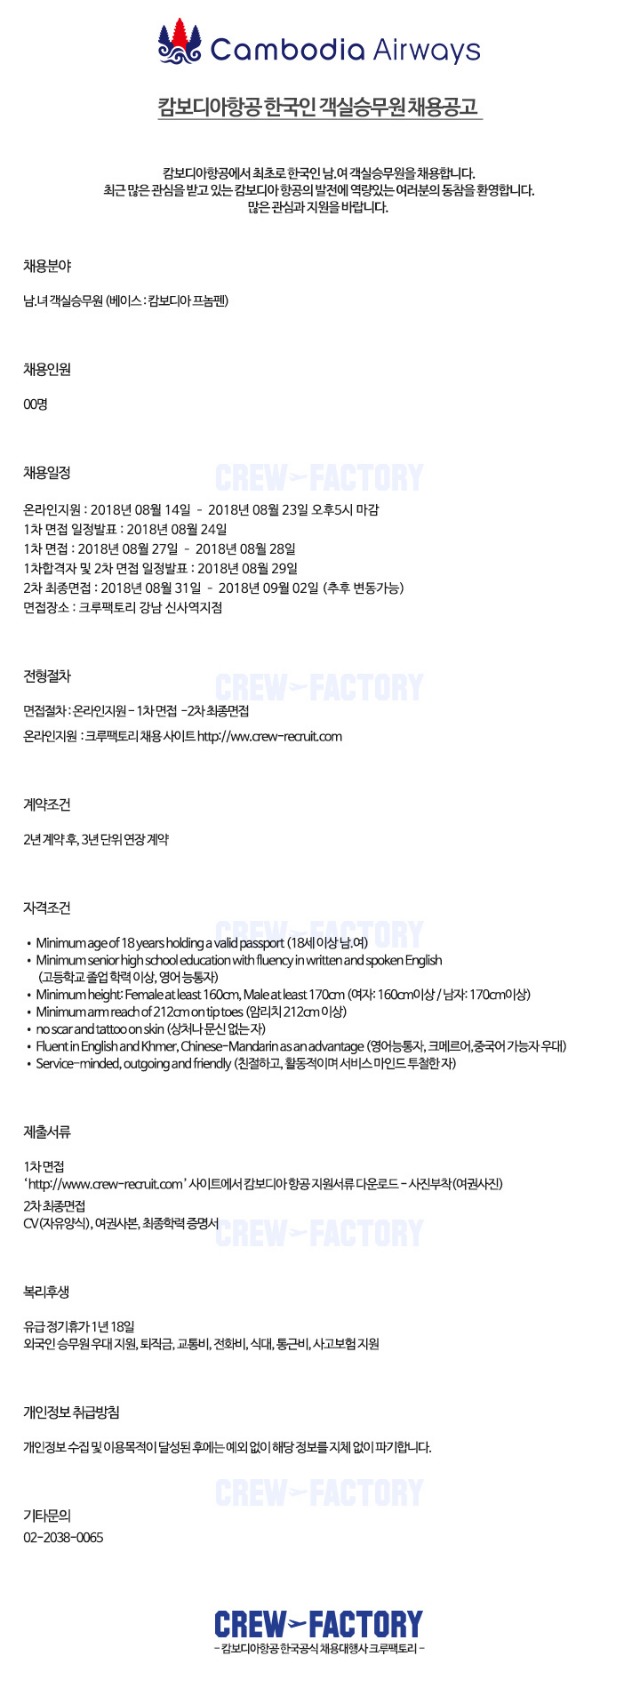 Cambodia Airways
캄보디아항공 한국인 객실승무원 채용공고
캄보디아항공에서 최초로 한국인 남.여 객실승무원을 채용합니다.
최근 많은 관심을 받고 있는 캄보디아 항공의 발전에 역량있는 여러분의 동참을 환영합니다.
많은 관심과 지원을 바랍니다.
채용분야
남.녀 객실승무원 (베이스 : 캄보디아 프놈펜)
채용인원
00명
CREW FACTORY
채용일정
온라인지원 : 2018년 08월 14일 – 2018년 08월 23일 오후5시 마감
1차 면접 일정발표 : 2018년 08월 24일
1차 면접 : 2018년 08월 27일 – 2018년 08월 28일
1차합격자 및 2차 면접 일정발표 : 2018년 08월 29일
2차 최종면접 : 2018년 08월 31일 – 2018년 09월 02일 (추후 변동가능)
면접장소 : 크루팩토리 강남 신사역지점
전형절차
CREW FACTORY
면접절차 : 온라인지원 – 1차 면접 –2차 최종면접
온라인지원 : 크루팩토리 채용 사이트 http://ww.crew-recruit.com
계약조건
2년 계약 후, 3년 단위 연장 계약
자격조건
CREW FACTORY
• Minimum age of 18 years holding a valid passport (18세 이상 남.여)
• Minimum senior high school education with fluency in written and spoken English
(고등학교 졸업 학력 이상, 영어 능통자)
• Minimum height: Female at least 160cm, Male at least 170cm (여자: 160cm이상 / 남자: 170cm이상)
• Minimum arm reach of 212cm on tip toes (암리치 212cm 이상)
• no scar and tattoo on skin (상처나 문신 없는 자)
• Fluent in English and Khmer, Chinese-Mandarin as an advantage (영어능통자, 크메르어,중국어 가능자 우대)
• Service-minded, outgoing and friendly (친절하고, 활동적이며 서비스 마인드 투철한 자)
제출서류
1차 면접
‘http://www.crew-recruit.com’ 사이트에서 캄보디아 항공 지원서류 다운로드 – 사진부착 (여권사진)
2차 최종면접
CV (자유양식), 여권사본, 최종학력 증명서
CREW FACTORY
복리후생
유급 정기휴가 1년 18일
외국인 승무원 우대 지원, 퇴직금, 교통비, 전화비, 식대, 통근비, 사고보험 지원
개인정보 취급방침
개인정보 수집 및 이용목적이 달성된 후에는 예외 없이 해당 정보를 지체 없이 파기합니다.
CREW FACTORY
기타문의
02-2038-0065
CREW FACTORY
– 캄보디아항공 한국공식 채용대행사 크루팩토리 –